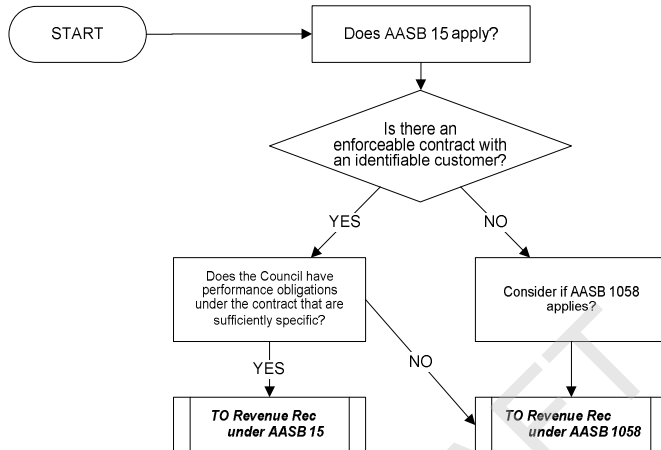 START
Does AASB 15 apply?
Is there an
enforceable contract with
an identifiable customer?
YES
NO
Does the Council have
performance obligations
under the contract that are
sufficiently specific?
Consider if AASB 1058
applies?
YES
NO
TO Revenue Rec
under AASB 15
TO Revenue Rec
under AASB 1058